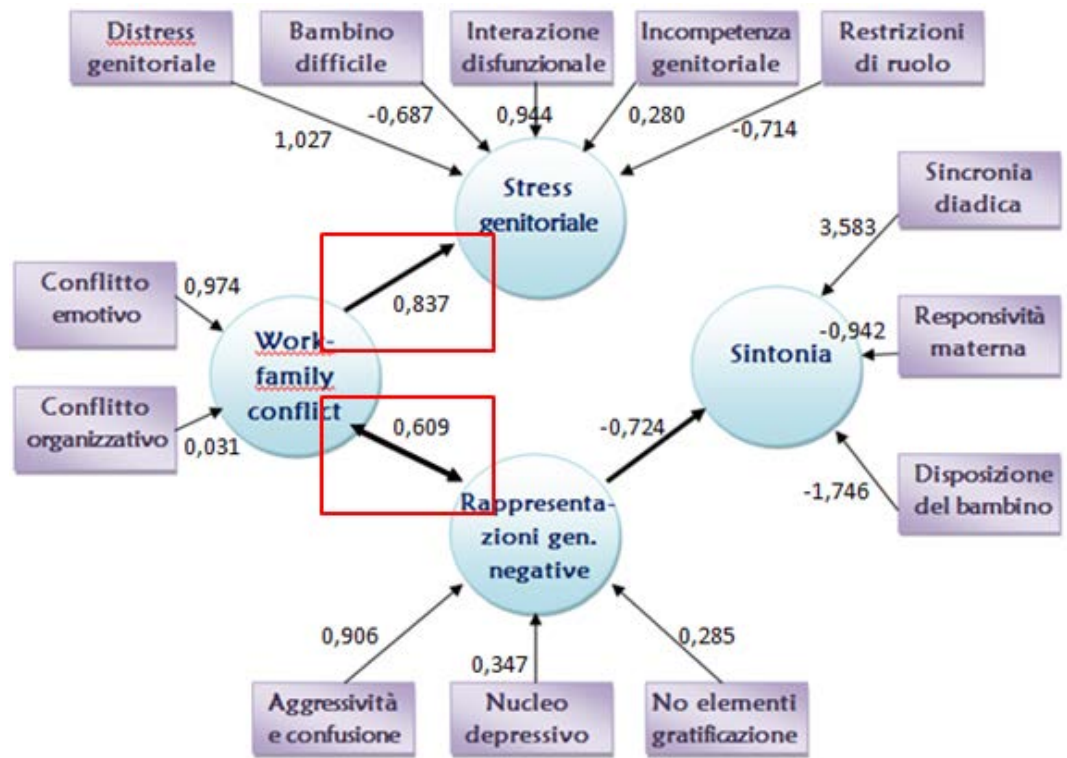 Distress
genitoriale
Bambino
difficile
Interazione
disfunzionale
Incompetenza
genitoriale
Restrizioni
di ruolo
1,027
-0,687
0,944
0,280
-0,714
Stress
genitoriale
Sincronia
diadica
3,583
Conflitto
emotivo
0,974
0,837
Work-
family
conflict
Sintonia
-0,942
Responsività
materna
Conflitto
organizzativo
0,031
0,609
-0,724
Rappresenta-
zioni gen.
negative
-1,746
Disposizione
del bambino
0,906
0,347
0,285
Aggressività
e confusione
Nucleo
depressivo
No elementi
gratificazione